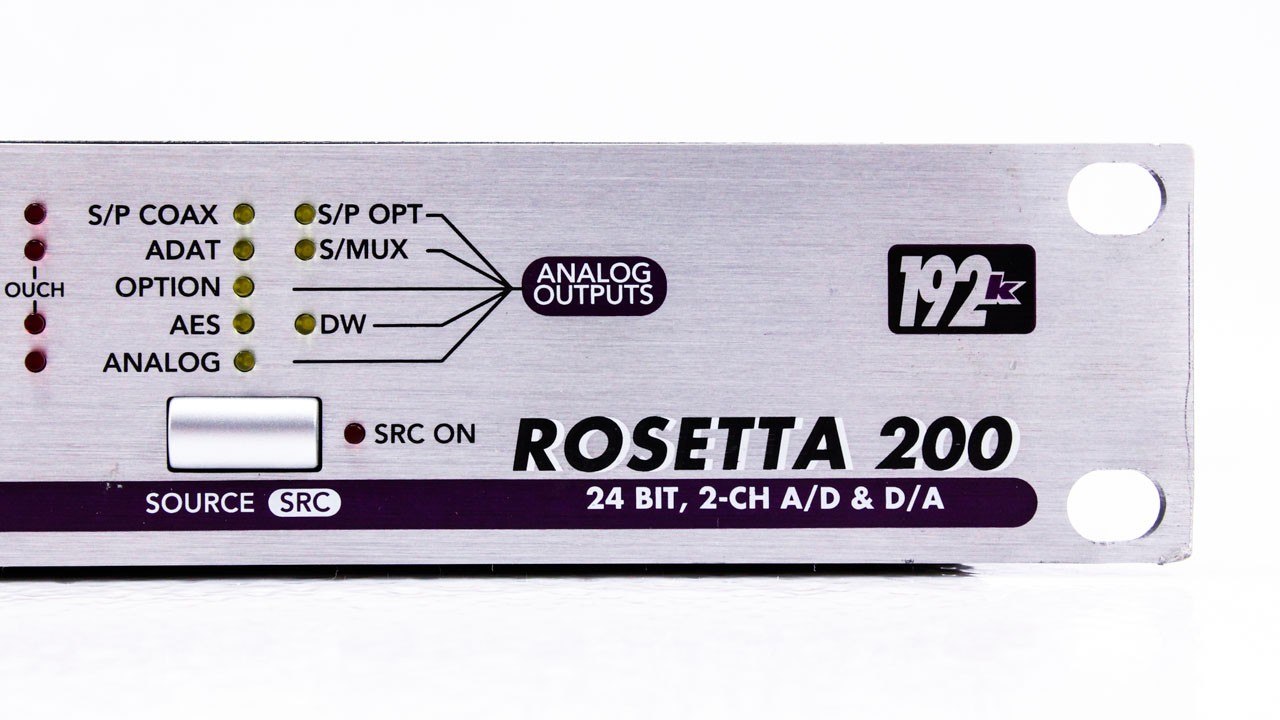 S/P COAX
S/P OPT
ADAT
S/MUX
OUCH
OPTION
ANALOG
OUTPUTS
AES
DW
ANALOG
192k
SRC ON
ROSETTA 200
SOURCE SRC
24 BIT, 2-CH A/D & D/A